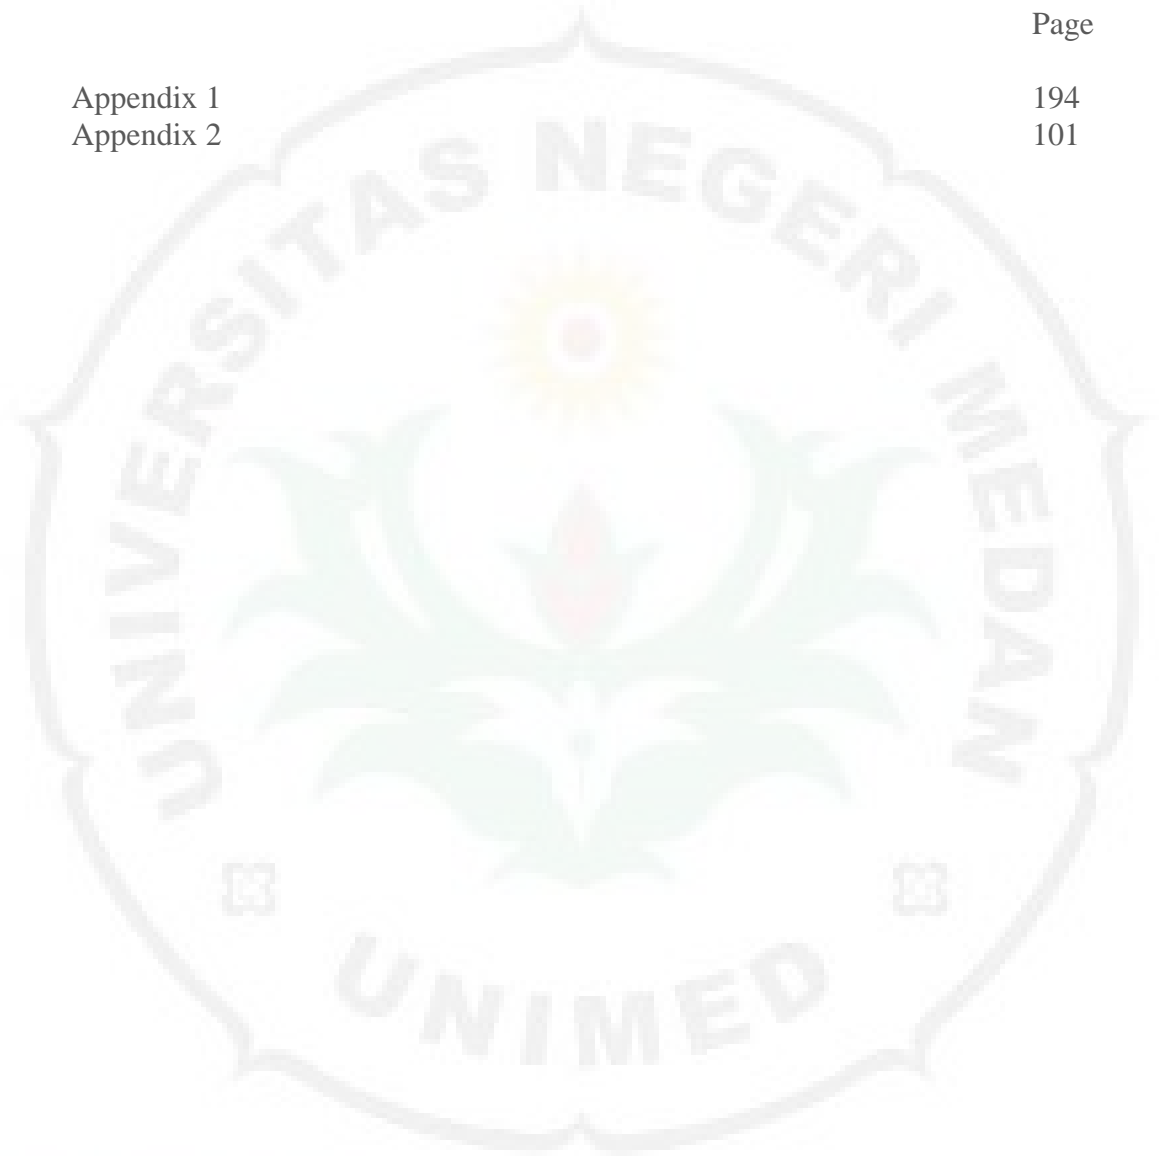 Page
Appendix 1 194
Appendix 2 101
UNIVERSITAS NEGERI MEDAN
UNIMED